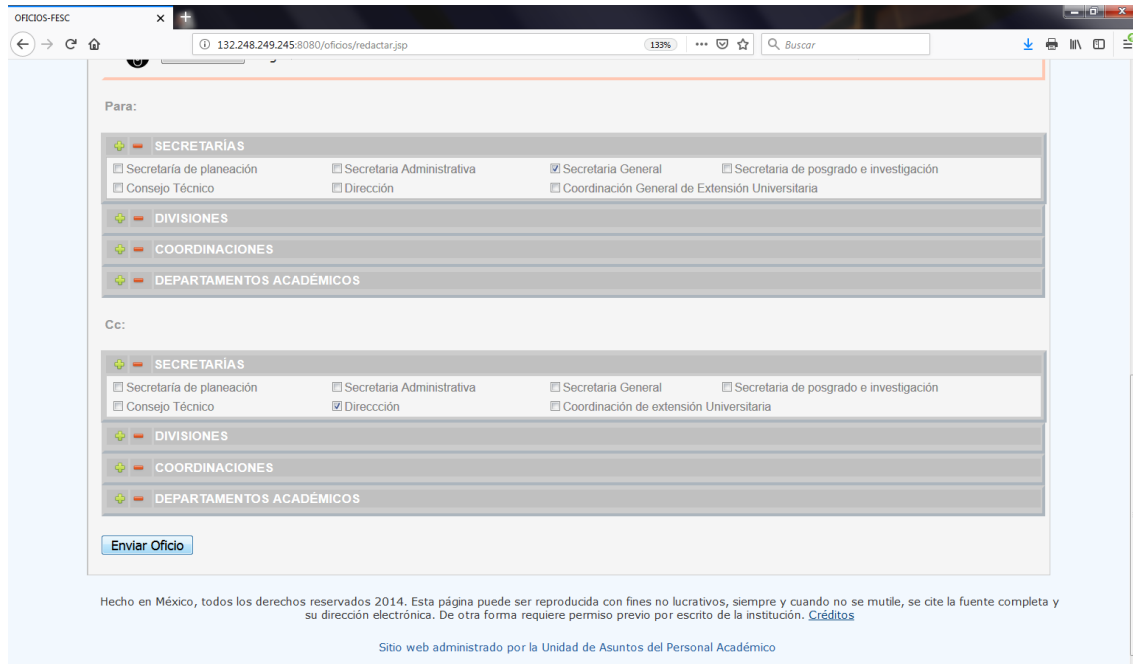 OFICIOS-FESC
132.248.249.245:8080/oficios/redactar.jsp 133% Buscar
Para:
SECRETARÍAS
Secretaría de planeación Secretaria Administrativa Secretaria General Secretaria de posgrado e investigación
Consejo Técnico Dirección Coordinación General de Extensión Universitaria
DIVISIONES
COORDINACIONES
DEPARTAMENTOS ACADÉMICOS
Cc:
SECRETARÍAS
Secretaría de planeación Secretaria Administrativa Secretaria General Secretaria de posgrado e investigación
Consejo Técnico Direccción Coordinación de extensión Universitaria
DIVISIONES
COORDINACIONES
DEPARTAMENTOS ACADÉMICOS
Enviar Oficio
Hecho en México, todos los derechos reservados 2014. Esta página puede ser reproducida con fines no lucrativos, siempre y cuando no se mutile, se cite la fuente completa y
su dirección electrónica. De otra forma requiere permiso previo por escrito de la institución. Créditos
Sitio web administrado por la Unidad de Asuntos del Personal Académico